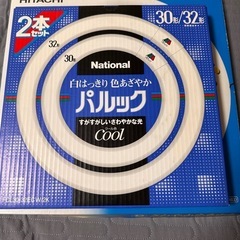 HITACHI
30形/32形
2本
セット
32形
30形
National
白はっきり 色あざやか
パルック
すがすがしいさわやかな光
Cool